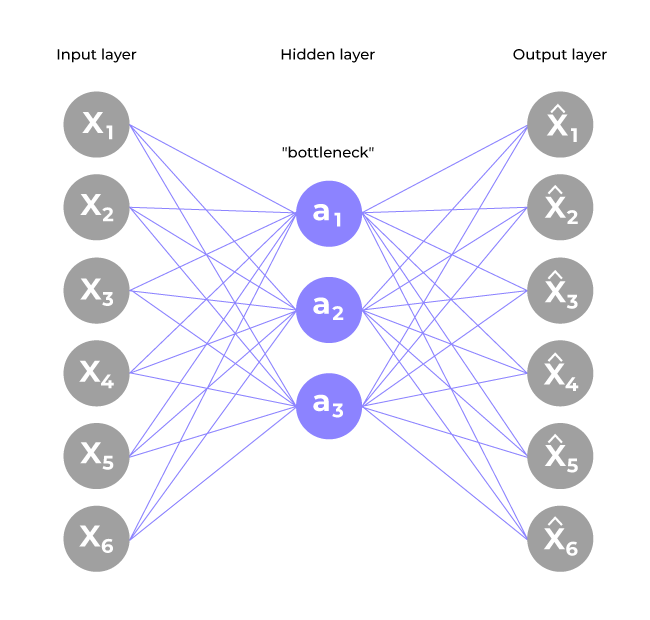 Input layer Hidden layer Output layer
"bottleneck"
X₁ a₁ X̂₁
X₂ a₂ X̂₂
X₃ a₃ X̂₃
X₄ X̂₄
X₅ X̂₅
X₆ X̂₆